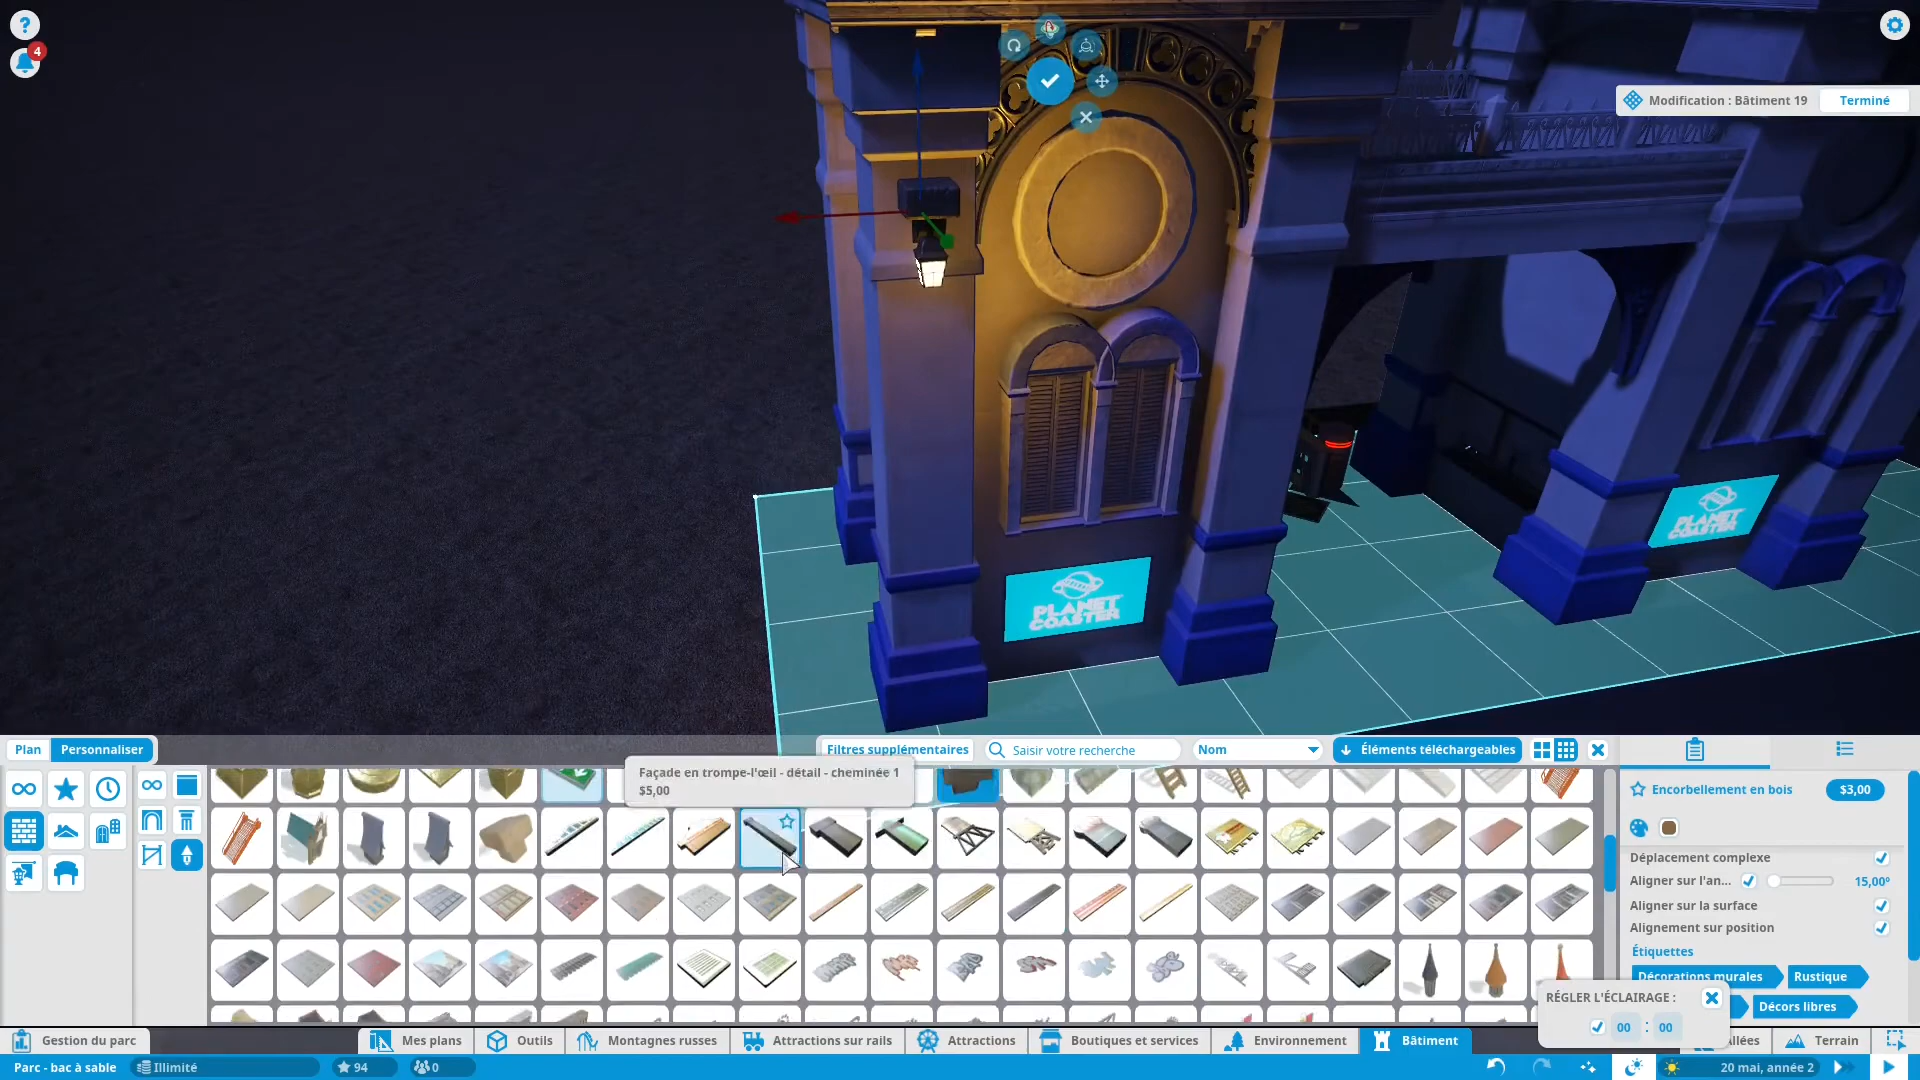 ?
4
Modification : Bâtiment 19
Terminé
PLANET
COASTER
PLANET
COASTER
Plan
Personnaliser
Filtres supplémentaires
Saisir votre recherche
Nom
Éléments téléchargeables
Façade en trompe-l'œil - détail - cheminée 1
$5,00
Encorbellement en bois
$3,00
Déplacement complexe
Aligner sur l'an...
15,00°
Aligner sur la surface
Alignement sur position
Étiquettes
Décorations murales
Rustique
Décors libres
RÉGLER L'ÉCLAIRAGE :
00 : 00
Gestion du parc
Mes plans
Outils
Montagnes russes
Attractions sur rails
Attractions
Boutiques et services
Environnement
Bâtiment
llées
Terrain
Parc - bac à sable
Illimité
94
0
20 mai, année 2